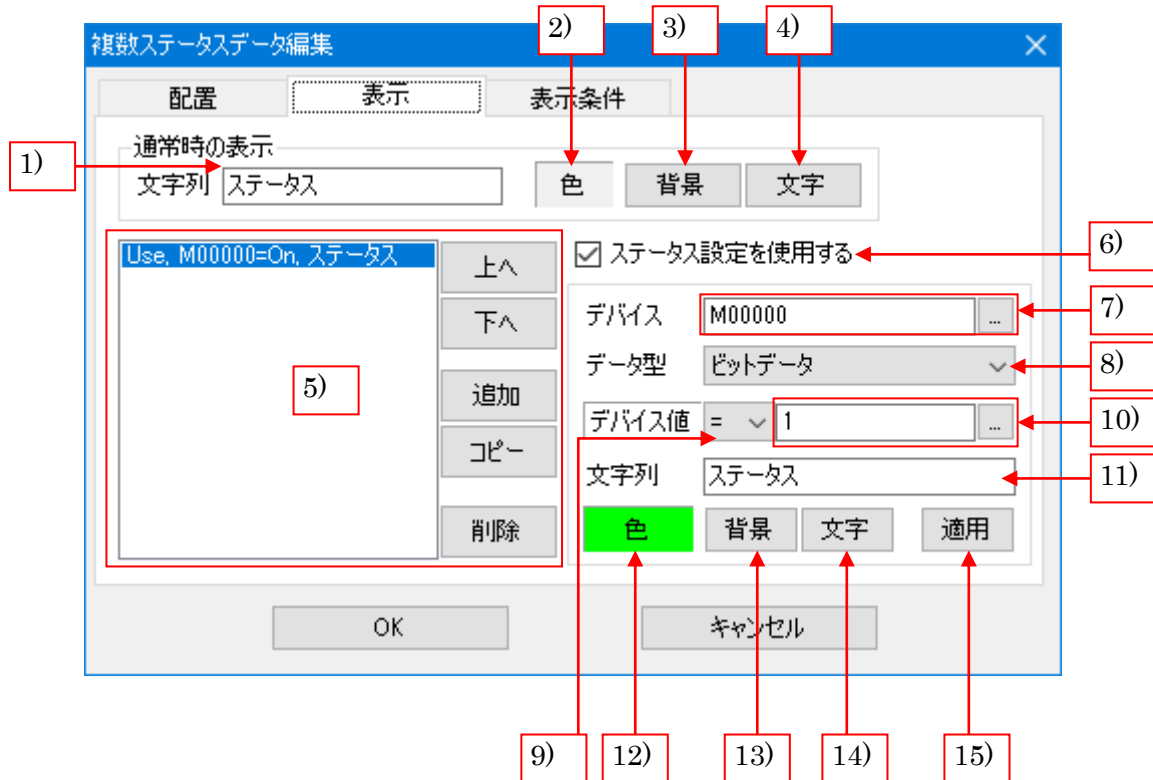 2) 3) 4)
複数ステータスデータ編集
配置 表示 表示条件
通常時の表示
1)
文字列 ステータス 色 背景 文字
Use, M00000=On, ステータス
上へ
下へ
追加
コピー
削除
5)
ステータス設定を使用する
6)
デバイス M00000 ...
7)
データ型 ビットデータ
8)
デバイス値 = 1 ...
10)
文字列 ステータス
11)
色 背景 文字 適用
OK キャンセル
9) 12) 13) 14) 15)